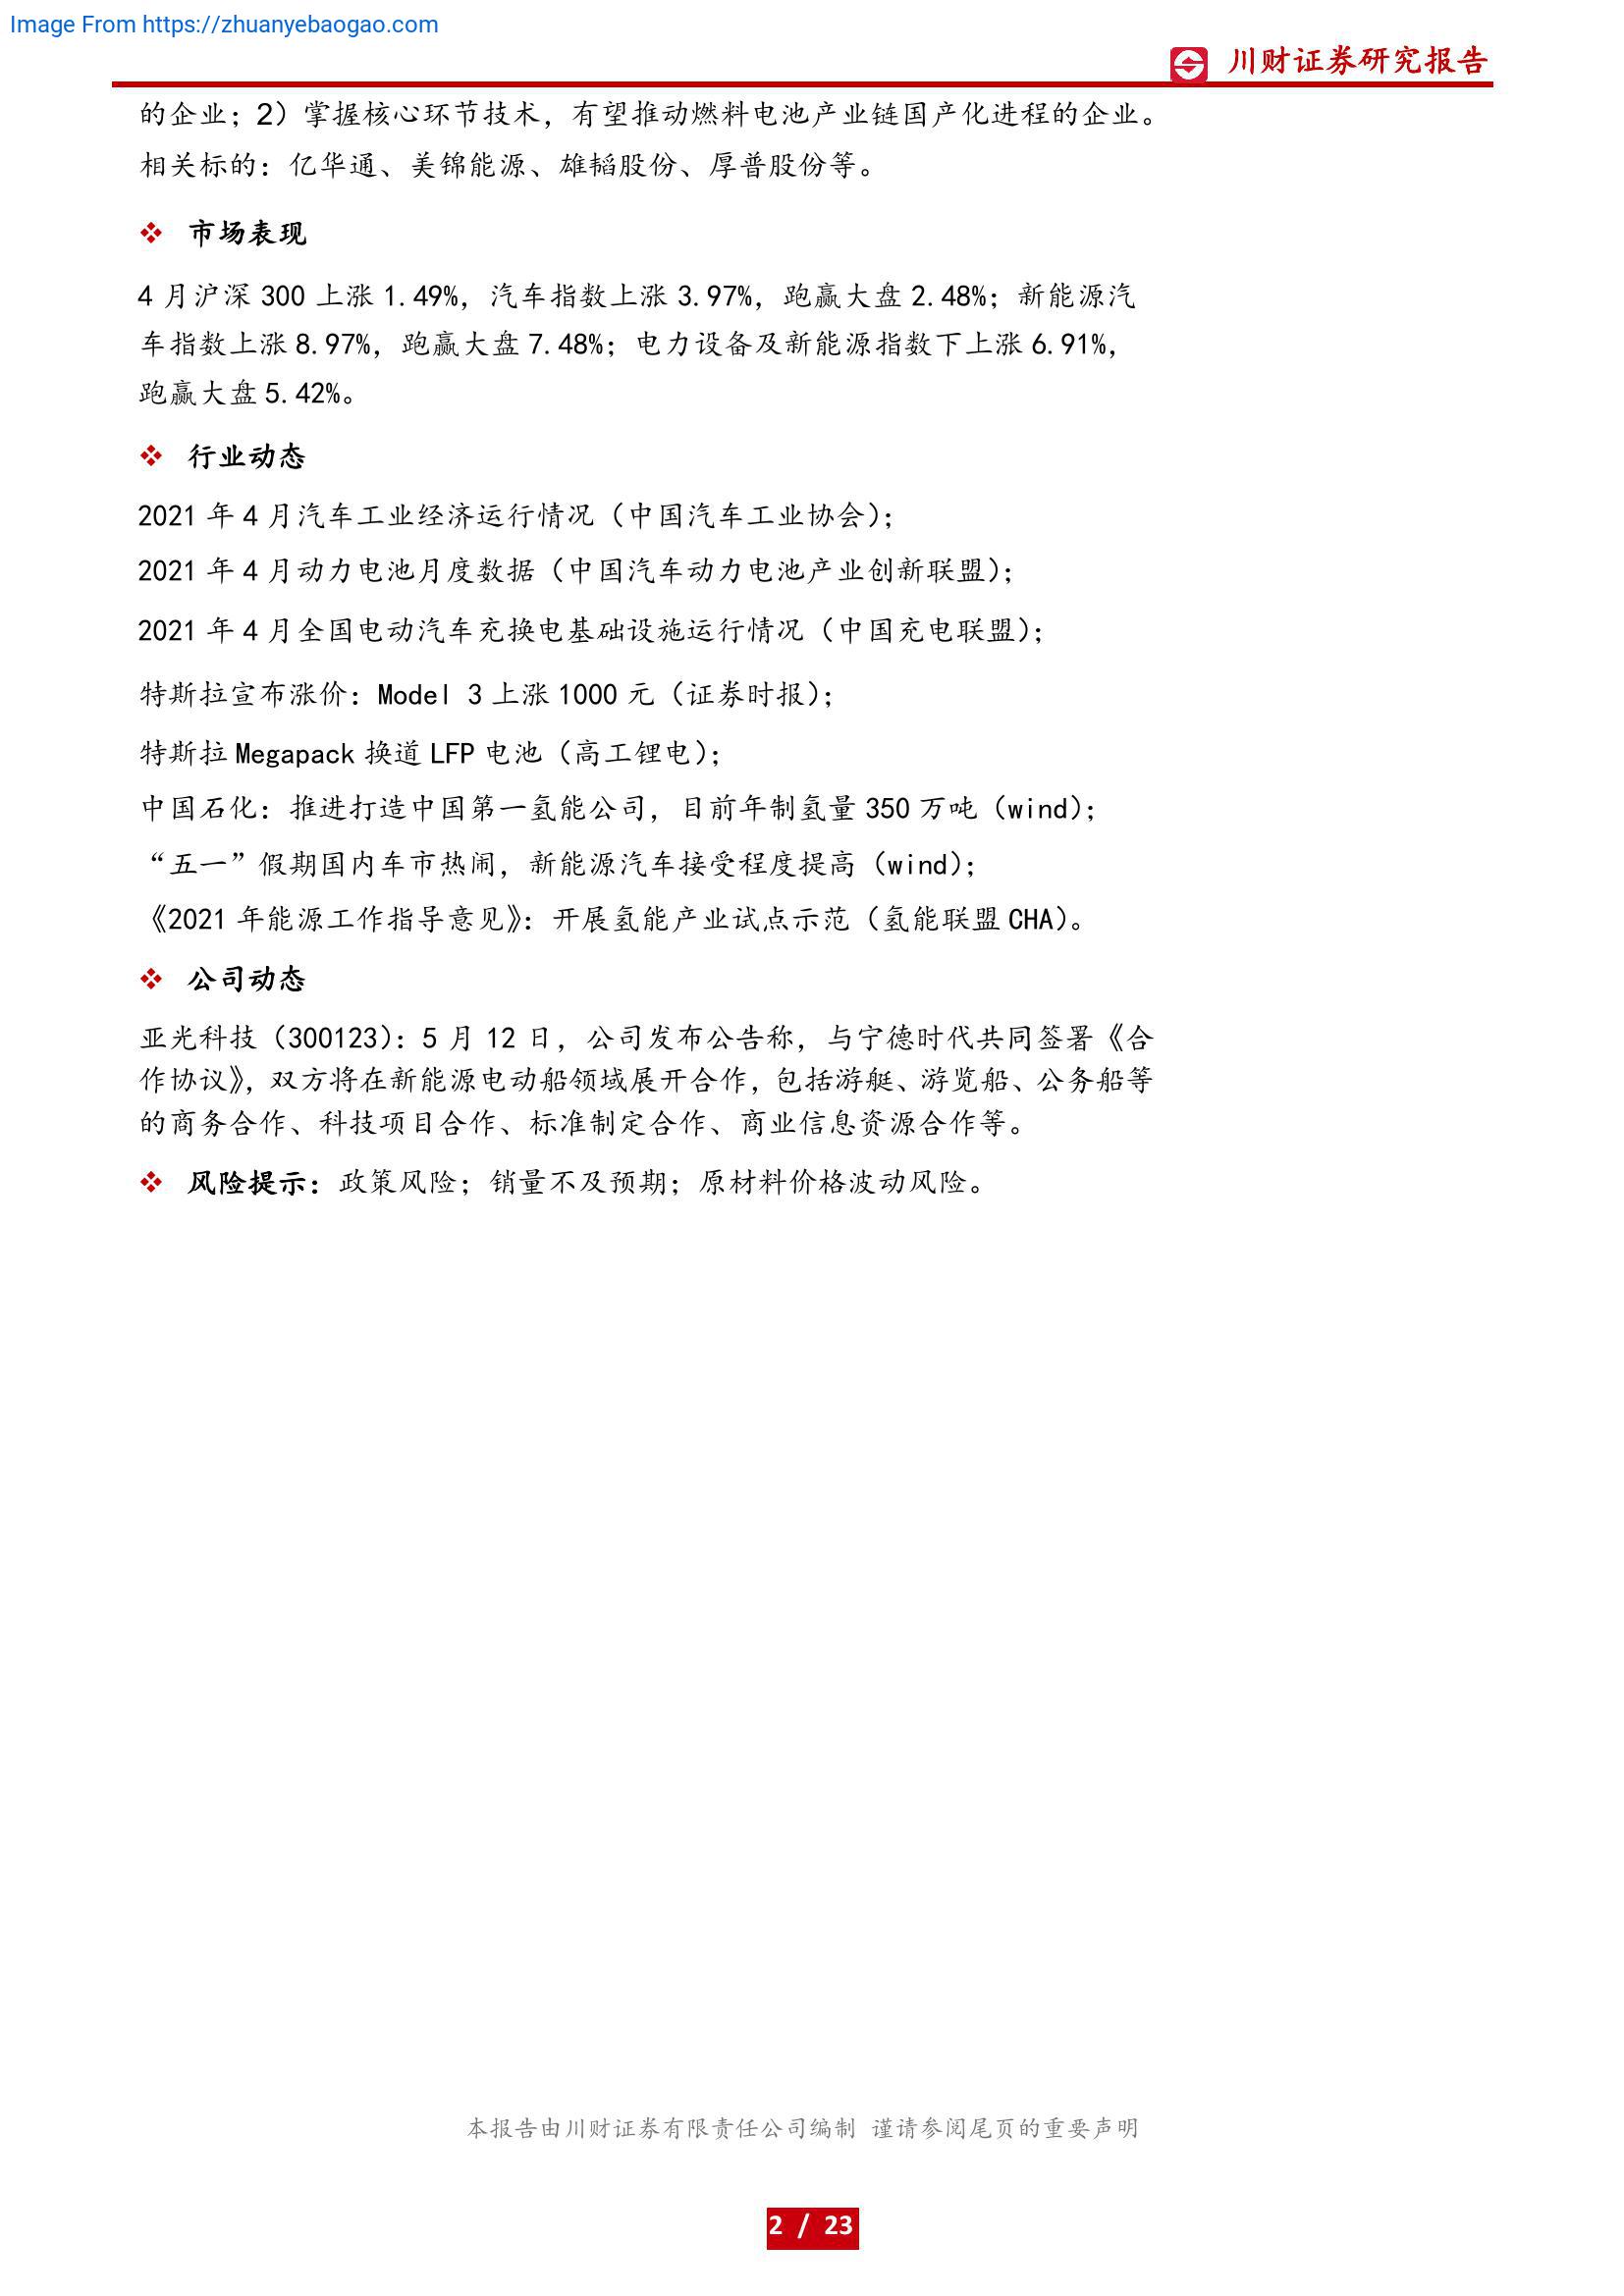 Image From https://zhuanyebaogao.com
川财证券研究报告
的企业；2）掌握核心环节技术，有望推动燃料电池产业链国产化进程的企业。
相关标的：亿华通、美锦能源、雄韬股份、厚普股份等。
❖ 市场表现
4 月沪深 300 上涨 1.49%，汽车指数上涨 3.97%，跑赢大盘 2.48%；新能源汽
车指数上涨 8.97%，跑赢大盘 7.48%；电力设备及新能源指数下上涨 6.91%，
跑赢大盘 5.42%。
❖ 行业动态
2021 年 4 月汽车工业经济运行情况（中国汽车工业协会）；
2021 年 4 月动力电池月度数据（中国汽车动力电池产业创新联盟）；
2021 年 4 月全国电动汽车充换电基础设施运行情况（中国充电联盟）；
特斯拉宣布涨价：Model 3 上涨 1000 元（证券时报）；
特斯拉 Megapack 换道 LFP 电池（高工锂电）；
中国石化：推进打造中国第一氢能公司，目前年制氢量 350 万吨（wind）；
“五一”假期国内车市热闹，新能源汽车接受程度提高（wind）；
《2021 年能源工作指导意见》：开展氢能产业试点示范（氢能联盟 CHA）。
❖ 公司动态
亚光科技（300123）：5 月 12 日，公司发布公告称，与宁德时代共同签署《合
作协议》，双方将在新能源电动船领域展开合作，包括游艇、游览船、公务船等
的商务合作、科技项目合作、标准制定合作、商业信息资源合作等。
❖ 风险提示：政策风险；销量不及预期；原材料价格波动风险。
本报告由川财证券有限责任公司编制 谨请参阅尾页的重要声明
2 / 23